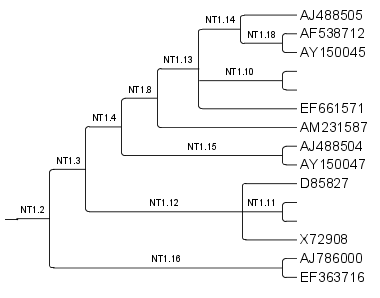 NT1.14 AJ488505
NT1.18 AF538712
AY150045
NT1.13
NT1.10
NT1.8
EF661571
NT1.4 AM231587
NT1.15 AJ488504
AY150047
NT1.3
D85827
NT1.12 NT1.11
NT1.2
X72908
NT1.16 AJ786000
EF363716